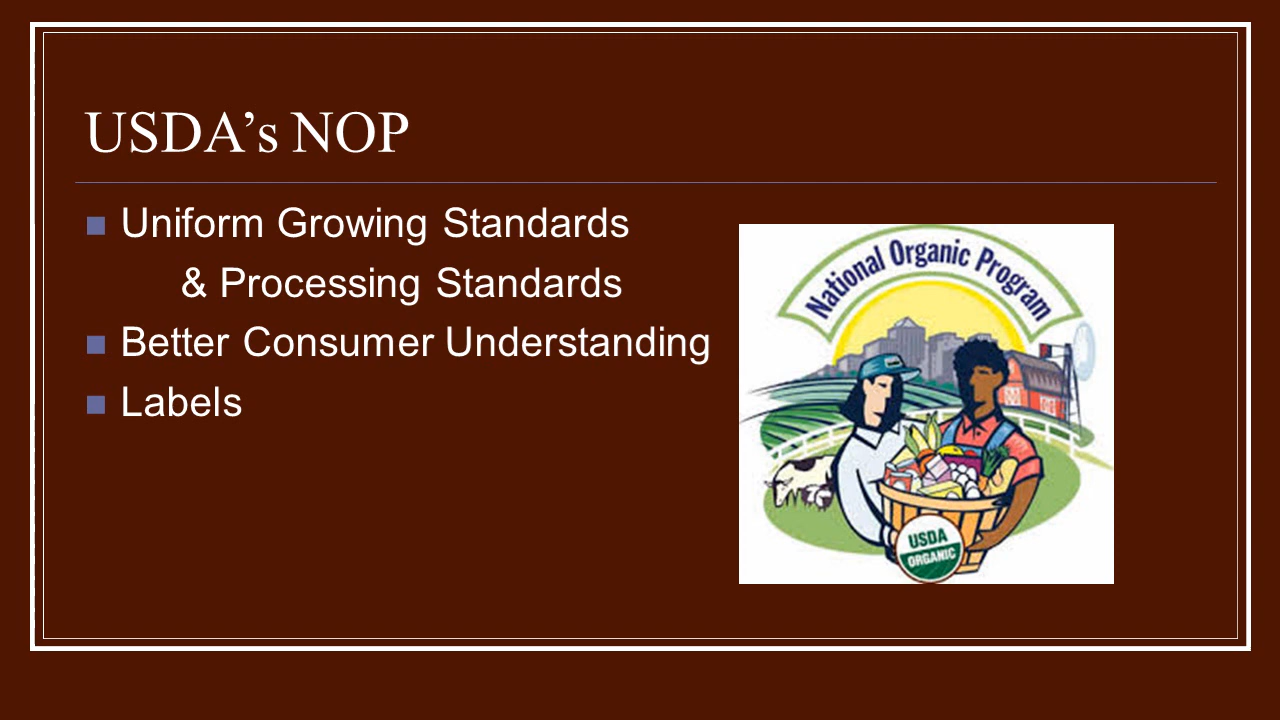 USDA’s NOP
Uniform Growing Standards
& Processing Standards
Better Consumer Understanding
Labels
National Organic Program
USDA
ORGANIC